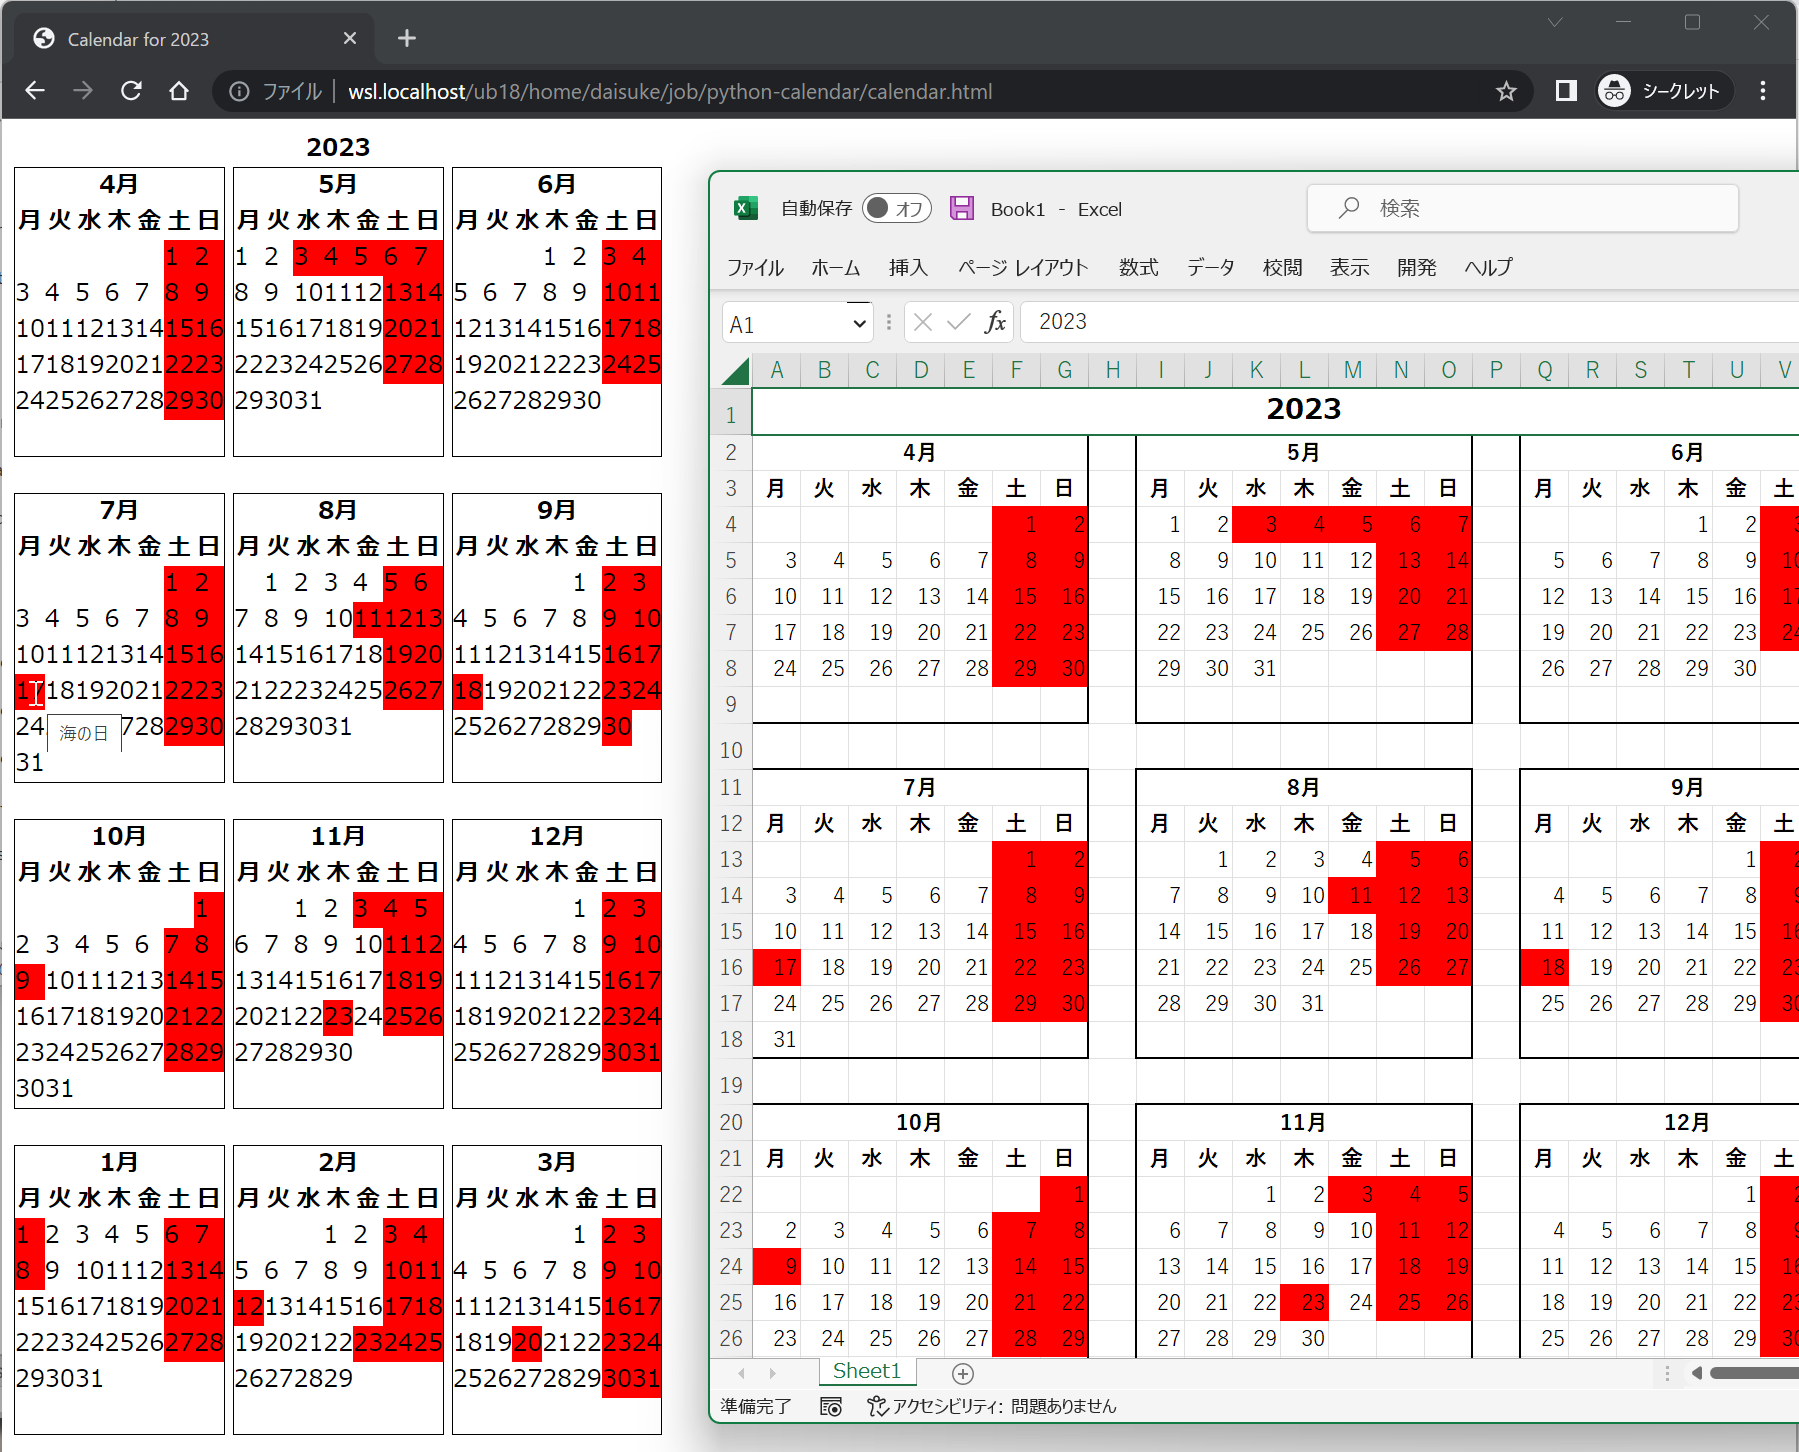 Calendar for 2023
ファイル wsl.localhost/ub18/home/daisuke/job/python-calendar/calendar.html シークレット
2023
4月 5月 6月
月 火 水 木 金 土 日 月 火 水 木 金 土 日 月 火 水 木 金 土 日
1 2 1 2 3 4 5 6 7 1 2 3 4
3 4 5 6 7 8 9 8 9 10 11 12 13 14 5 6 7 8 9 10 11
10 11 12 13 14 15 16 15 16 17 18 19 20 21 12 13 14 15 16 17 18
17 18 19 20 21 22 23 22 23 24 25 26 27 28 19 20 21 22 23 24 25
24 25 26 27 28 29 30 29 30 31 26 27 28 29 30
7月 8月 9月
月 火 水 木 金 土 日 月 火 水 木 金 土 日 月 火 水 木 金 土 日
1 2 1 2 3 4 5 6 1 2 3
3 4 5 6 7 8 9 7 8 9 10 11 12 13 4 5 6 7 8 9 10
10 11 12 13 14 15 16 14 15 16 17 18 19 20 11 12 13 14 15 16 17
17 18 19 20 21 22 23 21 22 23 24 25 26 27 18 19 20 21 22 23 24
24 7 28 29 30 28 29 30 31 25 26 27 28 29 30
海の日
31
10月 11月 12月
月 火 水 木 金 土 日 月 火 水 木 金 土 日 月 火 水 木 金 土 日
1 1 2 3 4 5 1 2 3
2 3 4 5 6 7 8 6 7 8 9 10 11 12 4 5 6 7 8 9 10
9 10 11 12 13 14 15 13 14 15 16 17 18 19 11 12 13 14 15 16 17
16 17 18 19 20 21 22 20 21 22 23 24 25 26 18 19 20 21 22 23 24
23 24 25 26 27 28 29 27 28 29 30 25 26 27 28 29 30 31
30 31
1月 2月 3月
月 火 水 木 金 土 日 月 火 水 木 金 土 日 月 火 水 木 金 土 日
1 2 3 4 5 6 7 1 2 3 4 1 2 3
8 9 10 11 12 13 14 5 6 7 8 9 10 11 4 5 6 7 8 9 10
15 16 17 18 19 20 21 12 13 14 15 16 17 18 11 12 13 14 15 16 17
22 23 24 25 26 27 28 19 20 21 22 23 24 25 18 19 20 21 22 23 24
29 30 31 26 27 28 29 25 26 27 28 29 30 31
自動保存 オフ Book1 - Excel 検索
ファイル ホーム 挿入 ページ レイアウト 数式 データ 校閲 表示 開発 ヘルプ
A1 fx 2023
A B C D E F G H I J K L M N O P Q R S T U V
1 2023
2 4月 5月 6月
3 月 火 水 木 金 土 日 月 火 水 木 金 土 日 月 火 水 木 金 土
4 1 2 1 2 3 4 5 6 7 1 2 3
5 3 4 5 6 7 8 9 8 9 10 11 12 13 14 5 6 7 8 9 10
6 10 11 12 13 14 15 16 15 16 17 18 19 20 21 12 13 14 15 16 17
7 17 18 19 20 21 22 23 22 23 24 25 26 27 28 19 20 21 22 23 24
8 24 25 26 27 28 29 30 29 30 31 26 27 28 29 30
9
10
11 7月 8月 9月
12 月 火 水 木 金 土 日 月 火 水 木 金 土 日 月 火 水 木 金 土
13 1 2 1 2 3 4 5 6 1 2
14 3 4 5 6 7 8 9 7 8 9 10 11 12 13 4 5 6 7 8 9
15 10 11 12 13 14 15 16 14 15 16 17 18 19 20 11 12 13 14 15 16
16 17 18 19 20 21 22 23 21 22 23 24 25 26 27 18 19 20 21 22 23
17 24 25 26 27 28 29 30 28 29 30 31 25 26 27 28 29 30
18 31
19
20 10月 11月 12月
21 月 火 水 木 金 土 日 月 火 水 木 金 土 日 月 火 水 木 金 土
22 1 1 2 3 4 5 1 2
23 2 3 4 5 6 7 8 6 7 8 9 10 11 12 4 5 6 7 8 9
24 9 10 11 12 13 14 15 13 14 15 16 17 18 19 11 12 13 14 15 16
25 16 17 18 19 20 21 22 20 21 22 23 24 25 26 18 19 20 21 22 23
26 23 24 25 26 27 28 29 27 28 29 30 25 26 27 28 29 30
Sheet1
準備完了 アクセシビリティ: 問題ありません